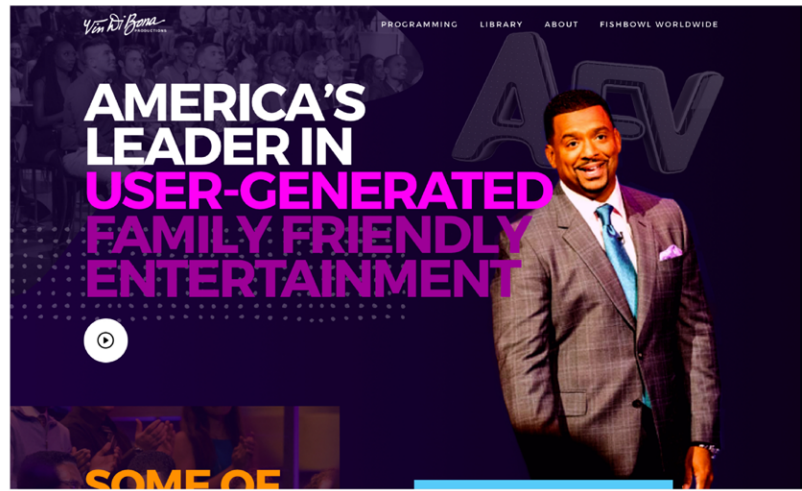 Vin Di Bona
PRODUCTIONS
PROGRAMMING LIBRARY ABOUT FISHBOWL WORLDWIDE
AFV
AMERICA'S
LEADER IN
USER-GENERATED
FAMILY FRIENDLY
ENTERTAINMENT
SOME OF